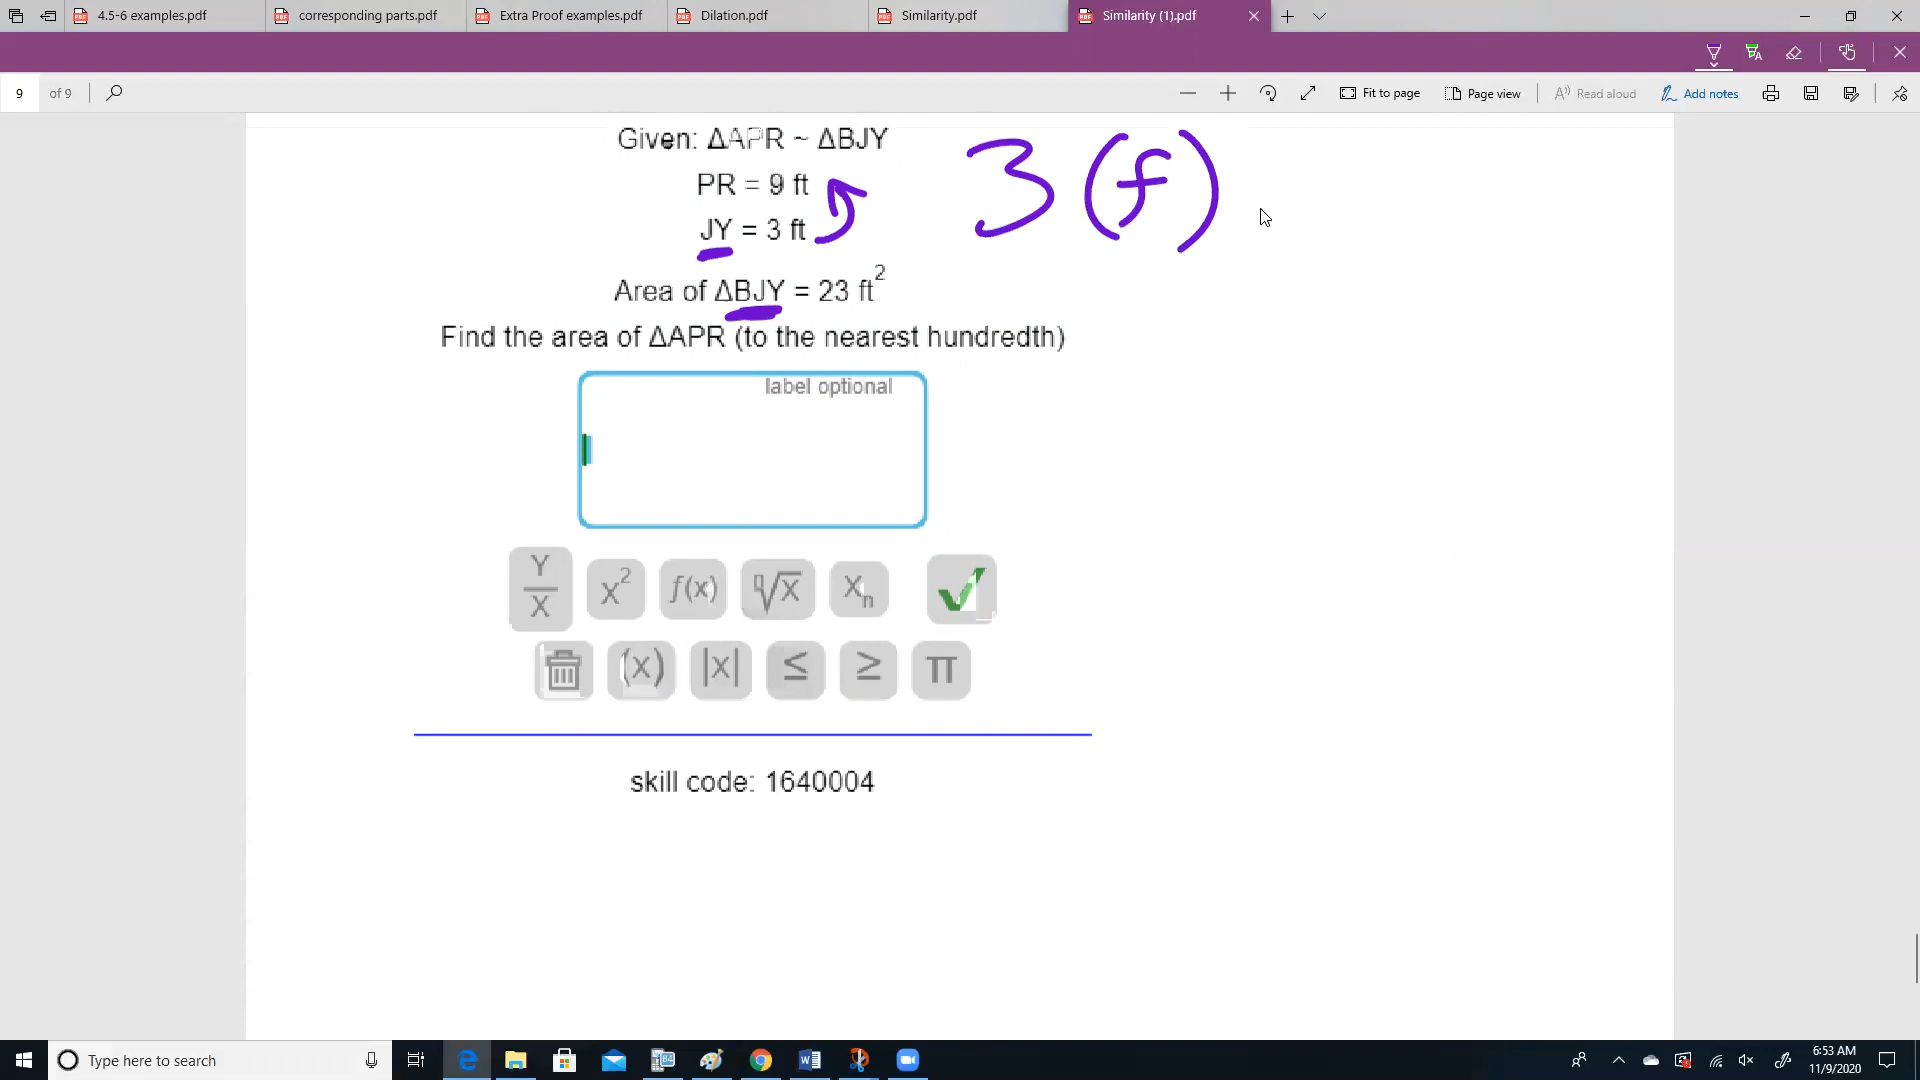 4.5-6 examples.pdf
corresponding parts.pdf
Extra Proof examples.pdf
Dilation.pdf
Similarity.pdf
Similarity (1).pdf
9 of 9
Fit to page
Page view
Read aloud
Add notes
Given: ΔAPR ~ ΔBJY
PR = 9 ft
JY = 3 ft
3 (f)
Area of ΔBJY = 23 ft²
Find the area of ΔAPR (to the nearest hundredth)
label optional
Y/X x² f(x) ⁿ√X Xn
(x) |x| ≤ ≥ π
skill code: 1640004
Type here to search
6:53 AM
11/9/2020